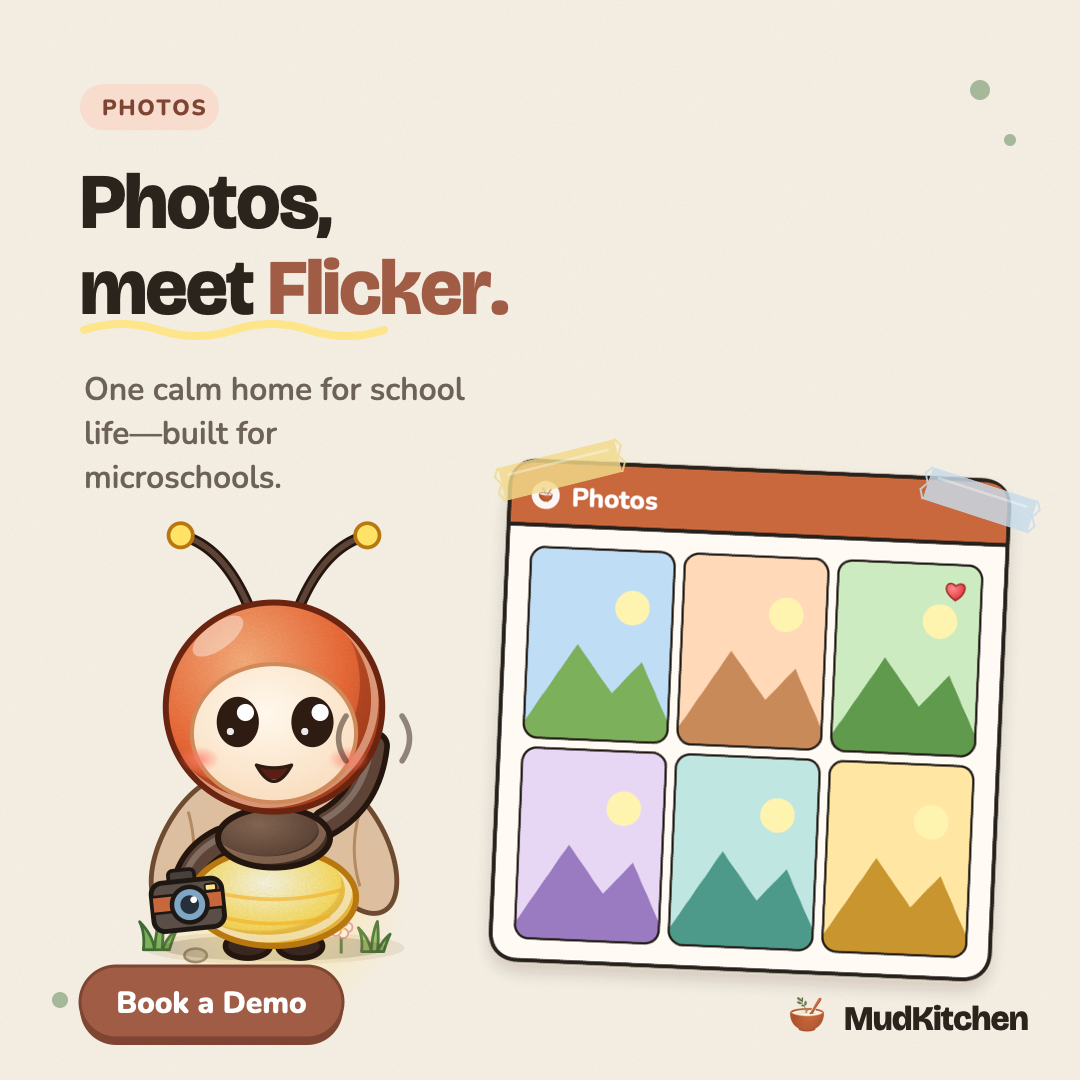 PHOTOS
Photos,
meet Flicker.
One calm home for school
life—built for
microschools.
Photos
Book a Demo
MudKitchen